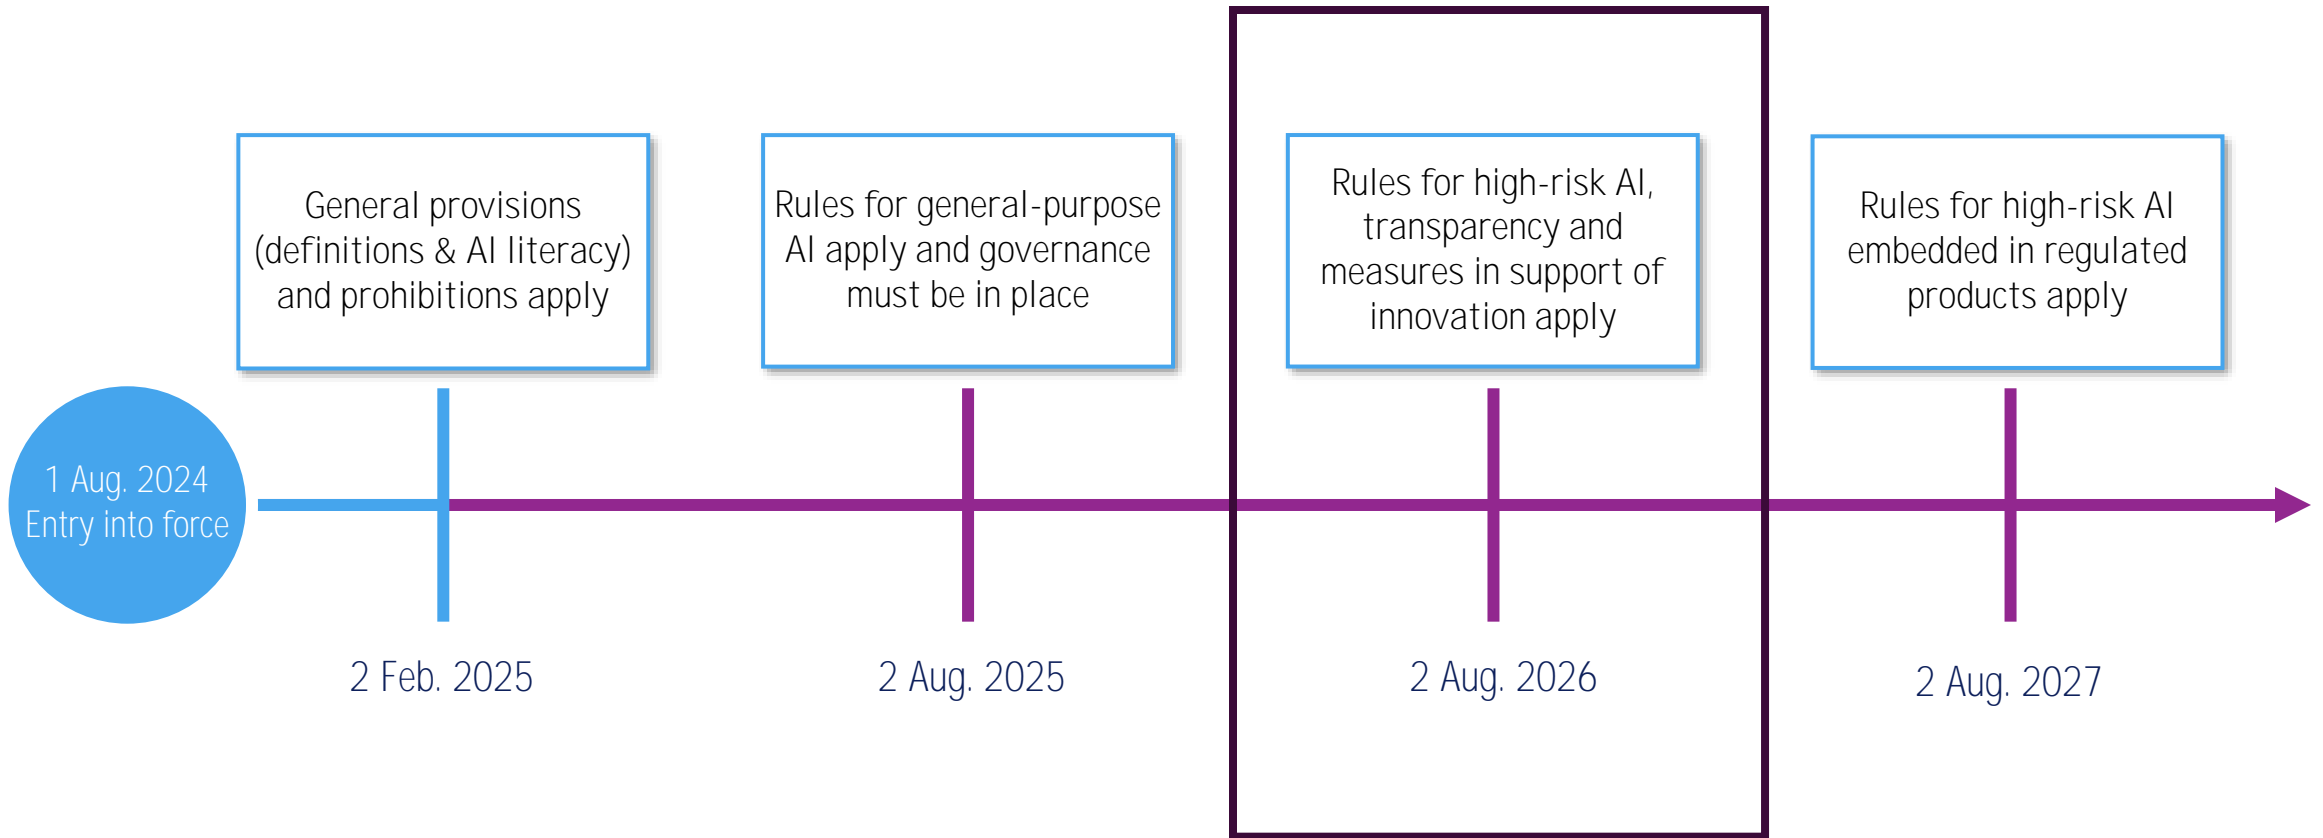 General provisions
(definitions & AI literacy)
and prohibitions apply
Rules for general-purpose
AI apply and governance
must be in place
Rules for high-risk AI,
transparency and
measures in support of
innovation apply
Rules for high-risk AI
embedded in regulated
products apply
1 Aug. 2024
Entry into force
2 Feb. 2025
2 Aug. 2025
2 Aug. 2026
2 Aug. 2027